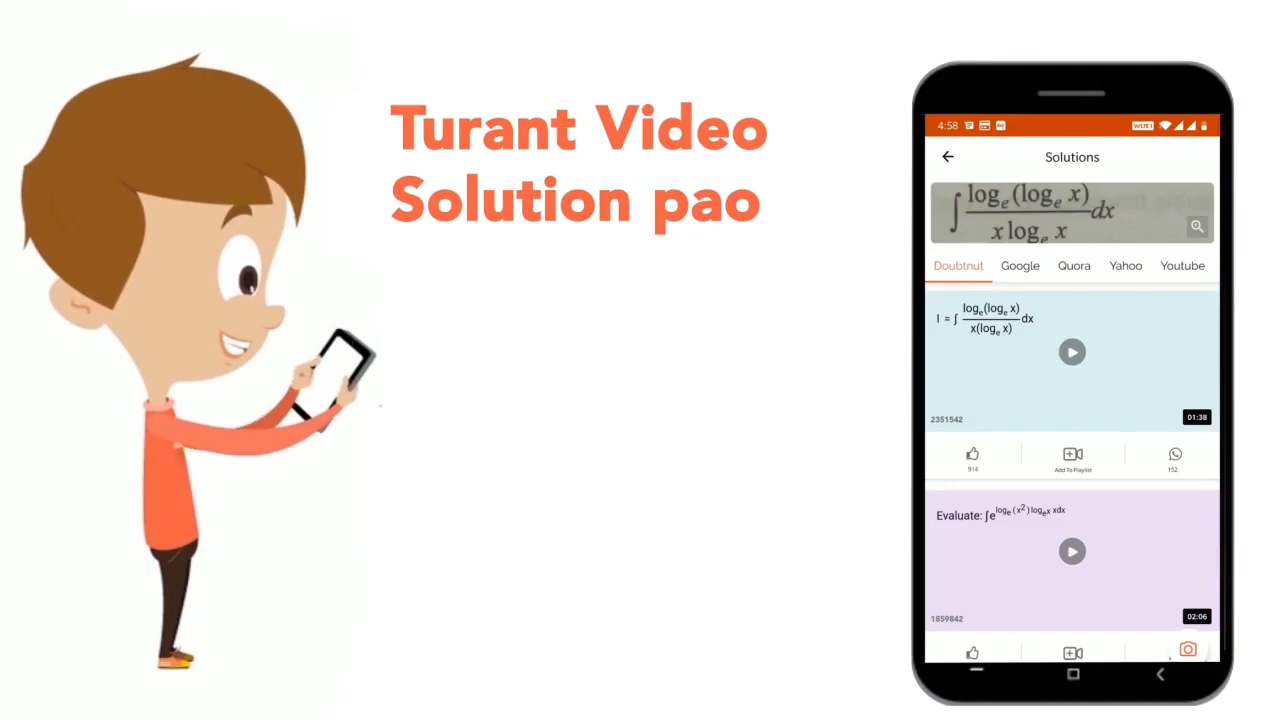 Turant Video
Solution pao
4:58
VoLTE1
Solutions
∫ logₑ(logₑ x) / x logₑ x dx
Doubtnut Google Quora Yahoo Youtube
I = ∫ logₑ(logₑ x) / x(logₑ x) dx
2351542 01:38
914 Add To Playlist 152
Evaluate: ∫e^logₑ(x²)logₑx xdx
1859842 02:06